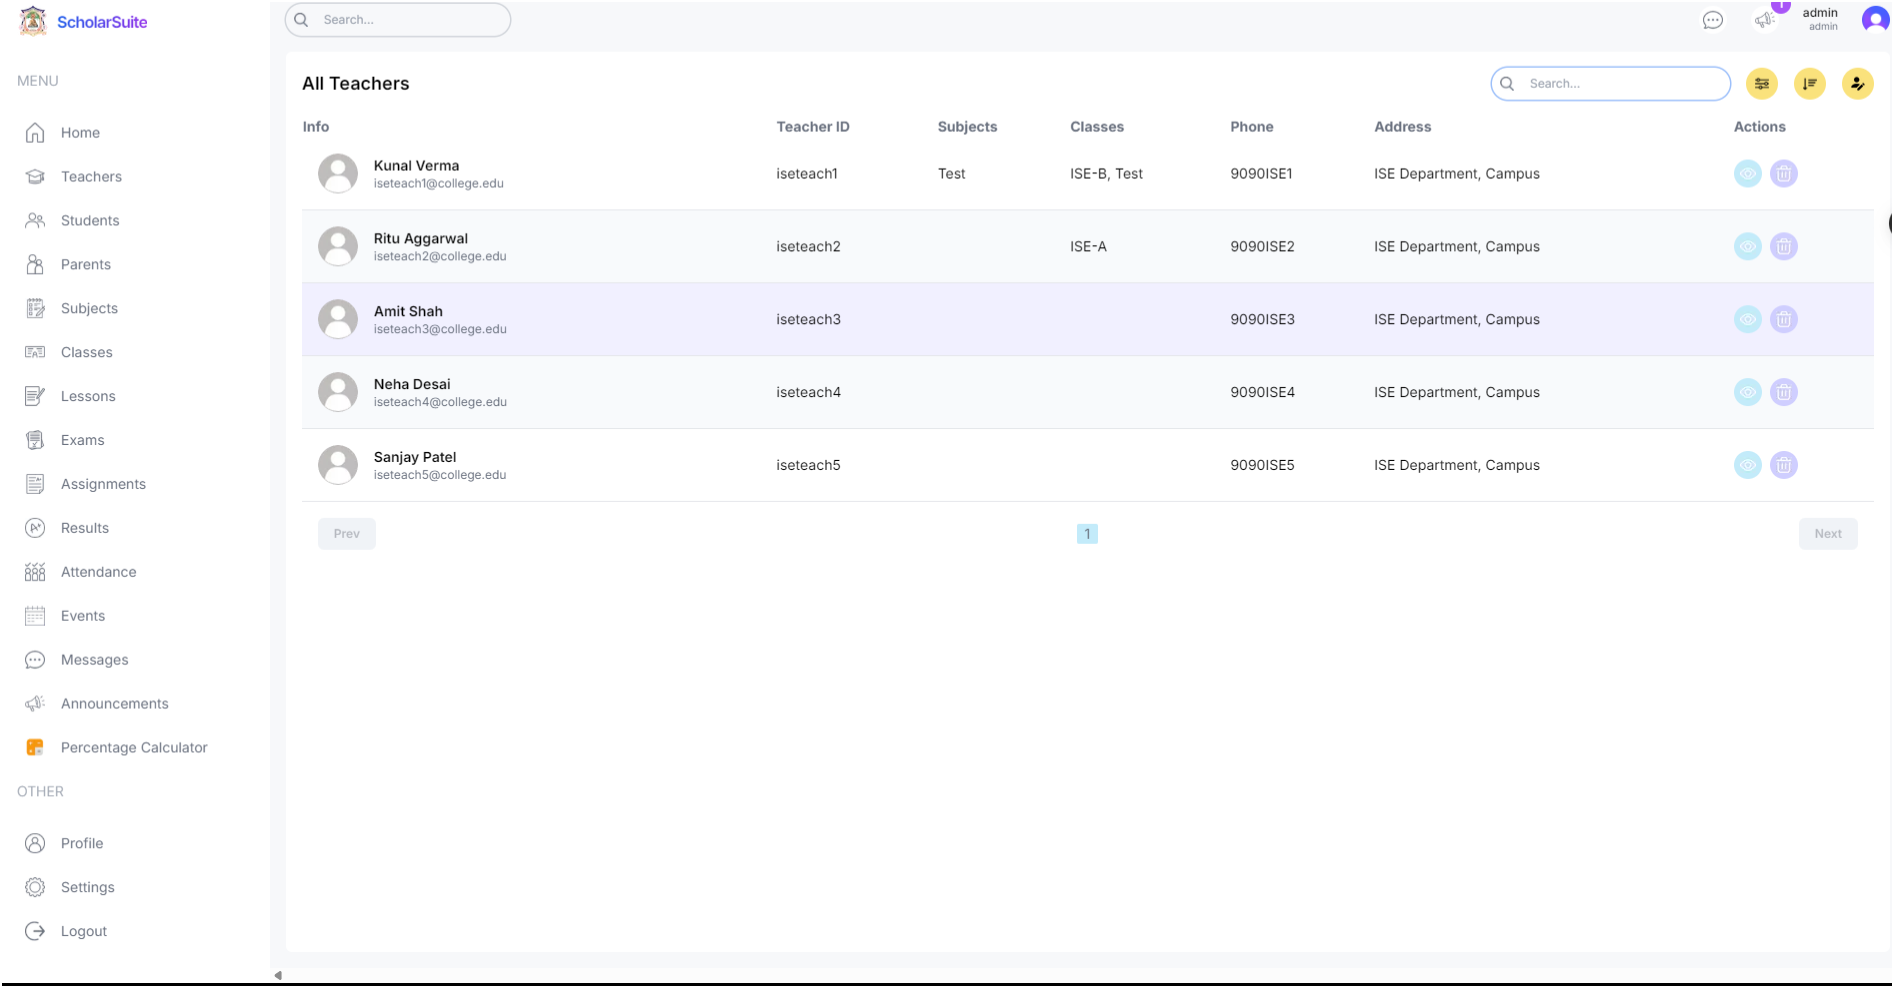 ScholarSuite
Search...
1
admin
admin
MENU
Home
Teachers
Students
Parents
Subjects
Classes
Lessons
Exams
Assignments
Results
Attendance
Events
Messages
Announcements
Percentage Calculator
OTHER
Profile
Settings
Logout
All Teachers
Search...
Info Teacher ID Subjects Classes Phone Address Actions
Kunal Verma
iseteach1@college.edu
iseteach1 Test ISE-B, Test 9090ISE1 ISE Department, Campus
Ritu Aggarwal
iseteach2@college.edu
iseteach2 ISE-A 9090ISE2 ISE Department, Campus
Amit Shah
iseteach3@college.edu
iseteach3 9090ISE3 ISE Department, Campus
Neha Desai
iseteach4@college.edu
iseteach4 9090ISE4 ISE Department, Campus
Sanjay Patel
iseteach5@college.edu
iseteach5 9090ISE5 ISE Department, Campus
Prev 1 Next